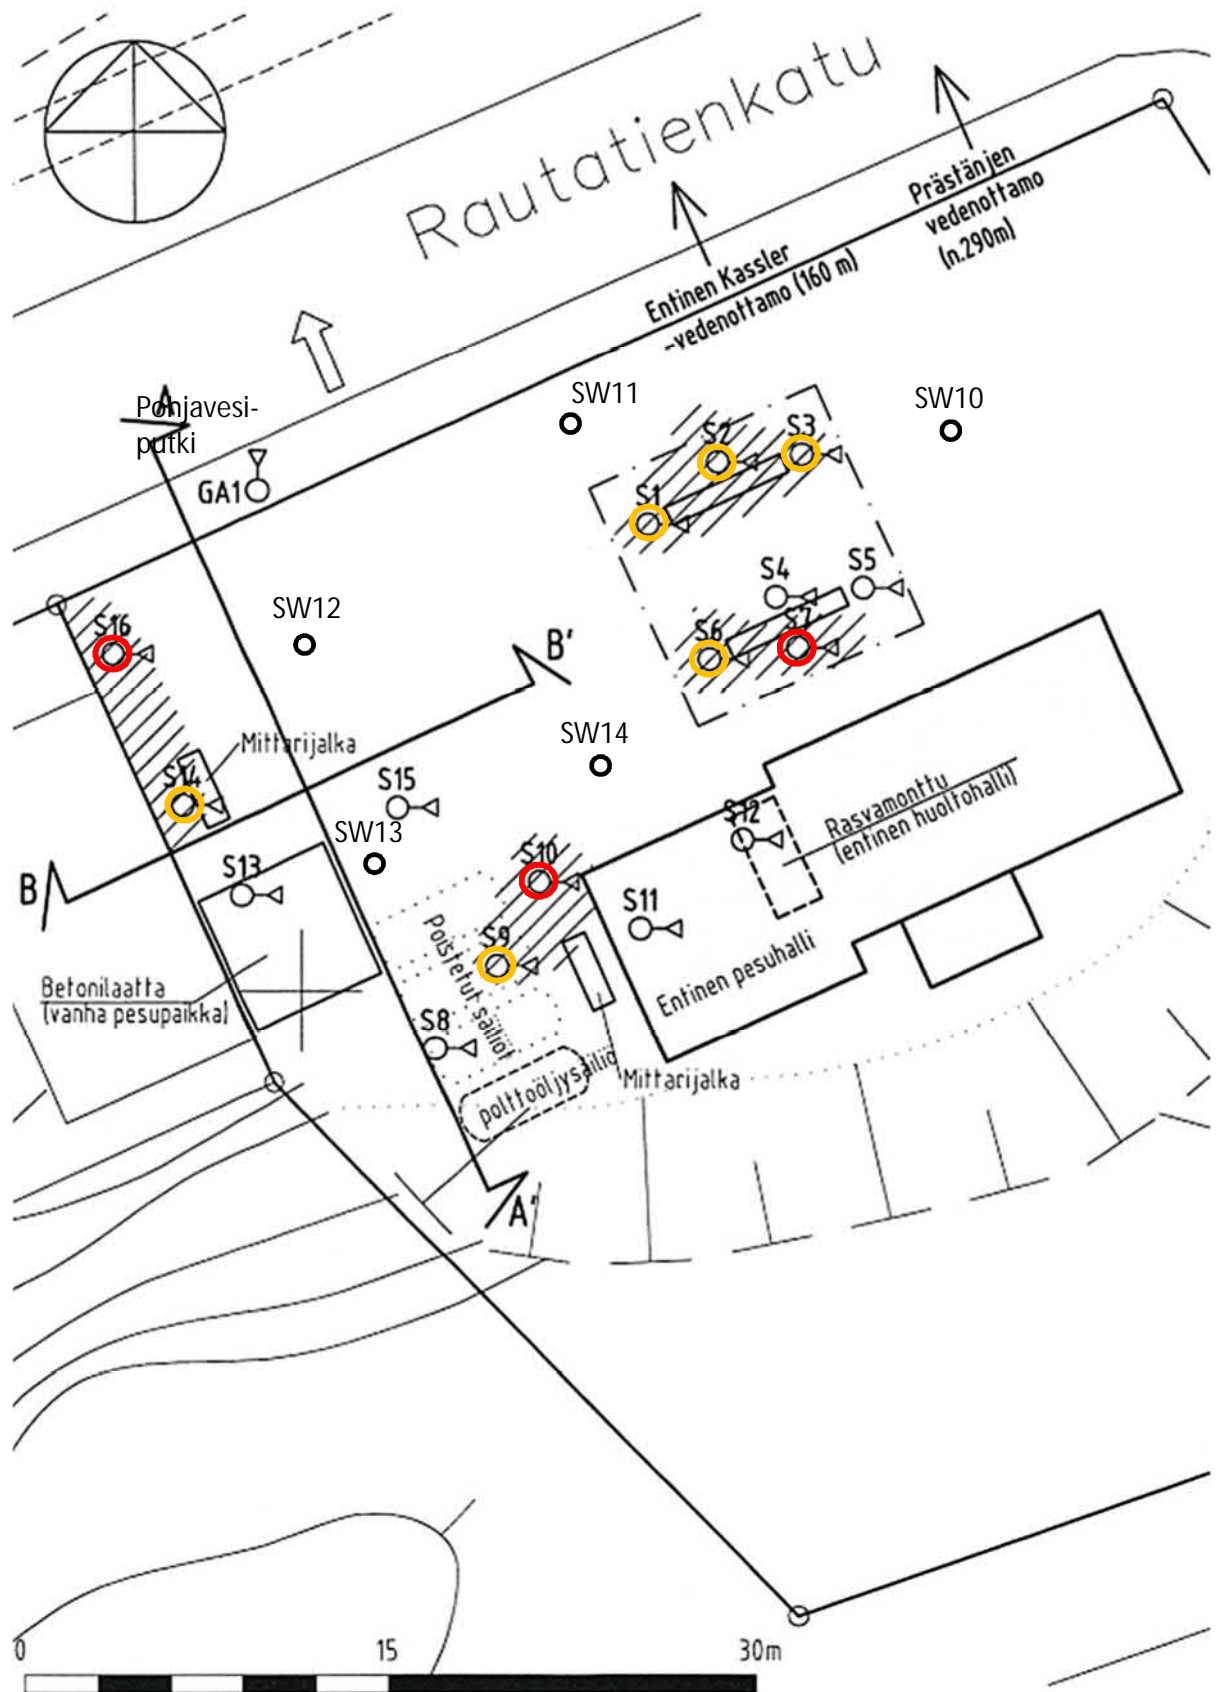 Rautatienkatu
Prästänjen
vedenottamo
(n.290m)
Entinen Kassler
-vedenottamo (160 m)
A
Pohjavesi-
putki
GA1
SW11
SW10
S2
S3
S1
S4
S5
S6
S7
S16
SW12
B'
SW14
Mittarijalka
S14
S15
SW13
S12
Rasvamonttu
(entinen huoltohalli)
B
S13
S10
S11
S9
Poistetut säiliöt
Entinen pesuhalli
Betonilaatta
(vanha pesupaikka)
S8
polttoöljysäiliö
Mittarijalka
A'
0
15
30m